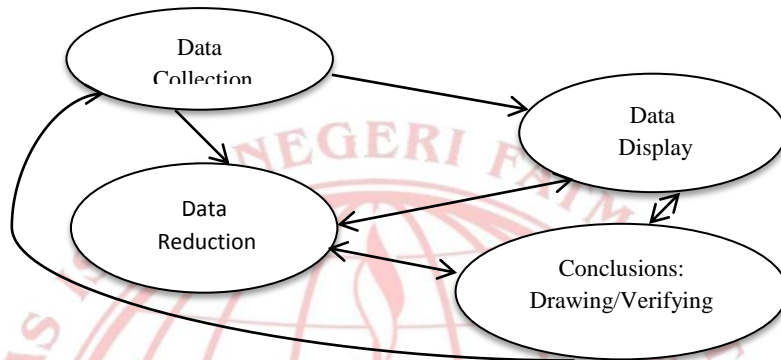 Data
Collection
Data
Display
Data
Reduction
Conclusions:
Drawing/Verifying
NEGERI